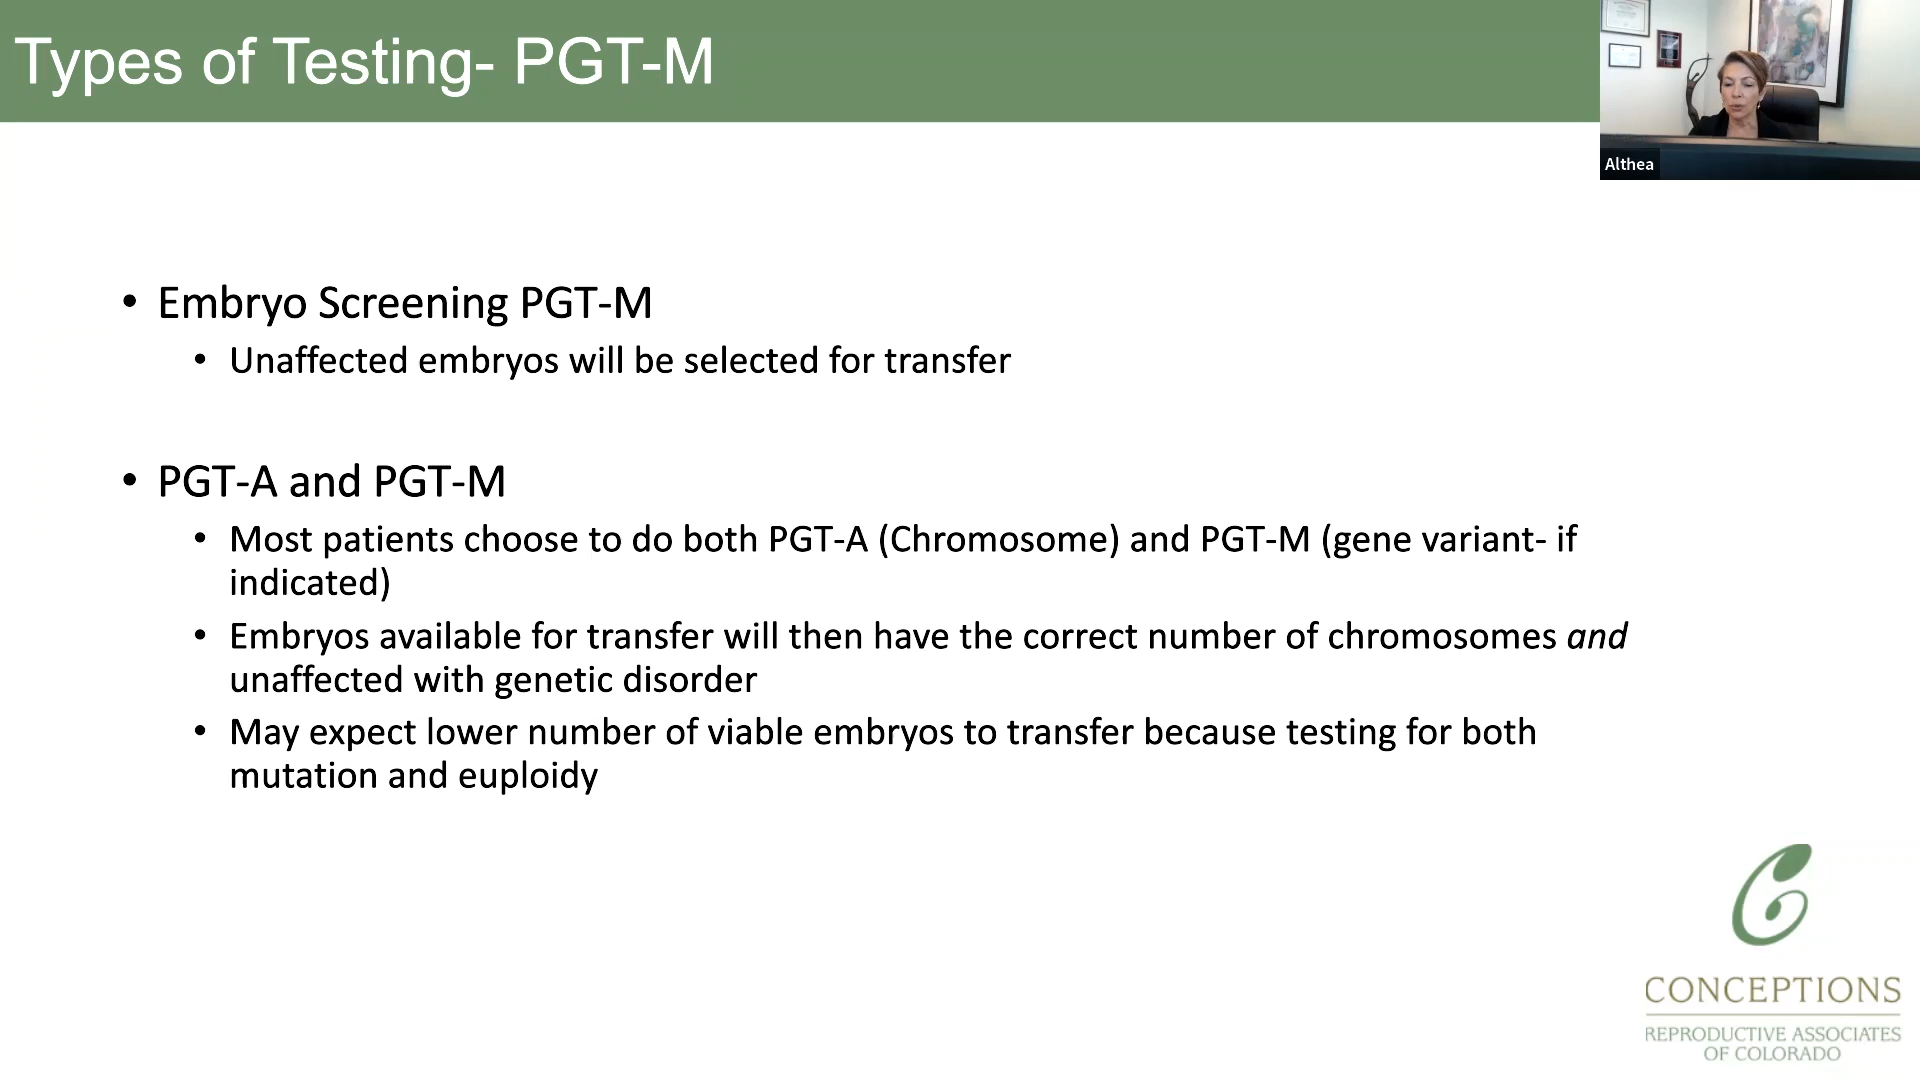 Types of Testing- PGT-M
Althea
• Embryo Screening PGT-M
• Unaffected embryos will be selected for transfer
• PGT-A and PGT-M
• Most patients choose to do both PGT-A (Chromosome) and PGT-M (gene variant- if
indicated)
• Embryos available for transfer will then have the correct number of chromosomes and
unaffected with genetic disorder
• May expect lower number of viable embryos to transfer because testing for both
mutation and euploidy
CONCEPTIONS
REPRODUCTIVE ASSOCIATES
OF COLORADO